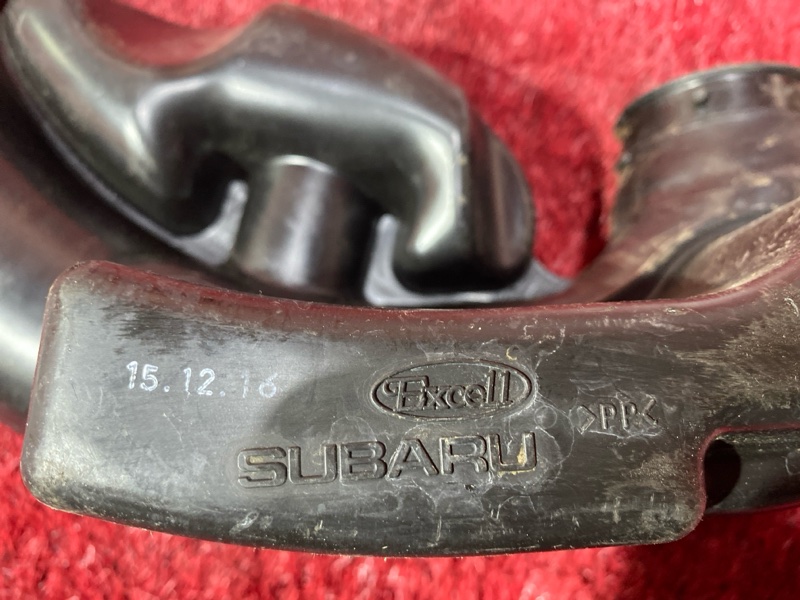 15.12.16
Excell
>PP<
SUBARU